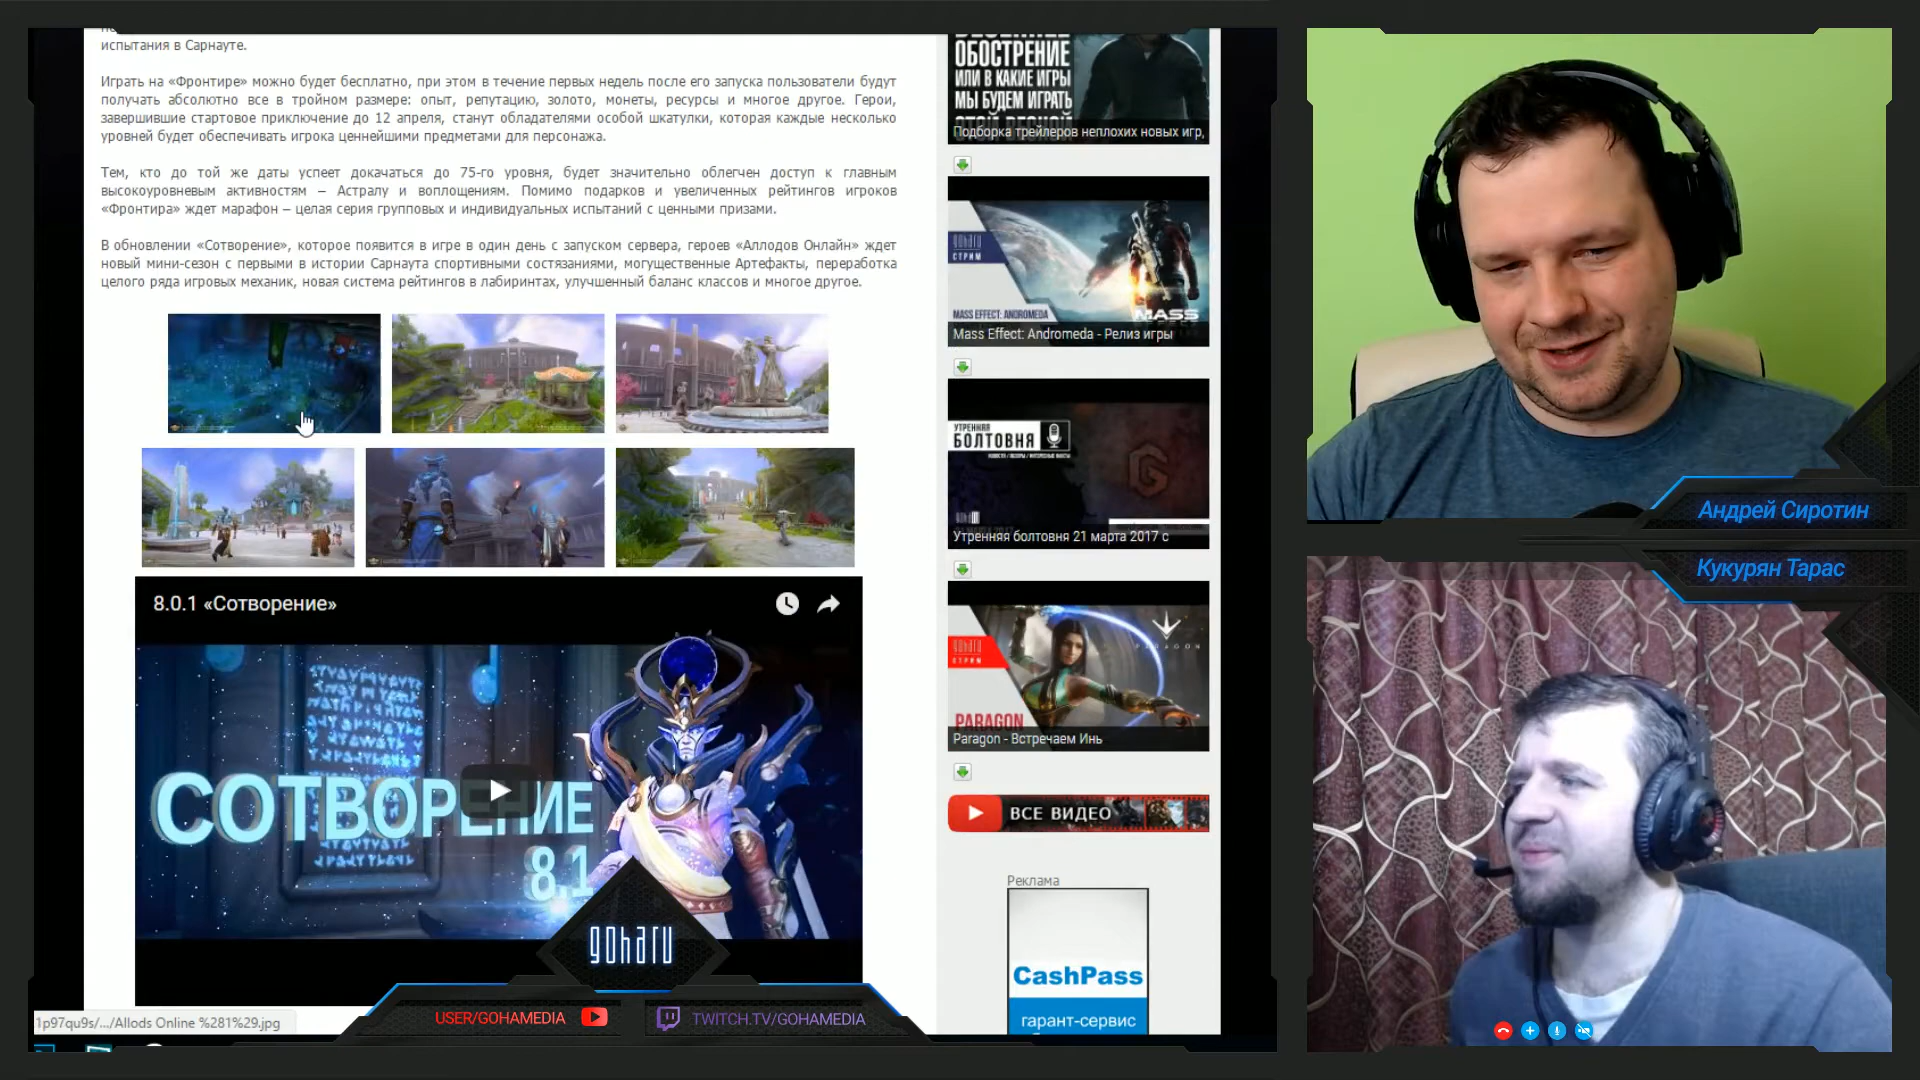 испытания в Сарнауте.
Играть на «Фронтире» можно будет бесплатно, при этом в течение первых недель после его запуска пользователи будут
получать абсолютно все в тройном размере: опыт, репутацию, золото, монеты, ресурсы и многое другое. Герои,
завершившие стартовое приключение до 12 апреля, станут обладателями особой шкатулки, которая каждые несколько
уровней будет обеспечивать игрока ценнейшими предметами для персонажа.
Тем, кто до той же даты успеет докачаться до 75-го уровня, будет значительно облегчен доступ к главным
высокоуровневым активностям – Астралу и воплощениям. Помимо подарков и увеличенных рейтингов игроков
«Фронтира» ждет марафон – целая серия групповых и индивидуальных испытаний с ценными призами.
В обновлении «Сотворение», которое появится в игре в один день с запуском сервера, героев «Аллодов Онлайн» ждет
новый мини-сезон с первыми в истории Сарнаута спортивными состязаниями, могущественные Артефакты, переработка
целого ряда игровых механик, новая система рейтингов в лабиринтах, улучшенный баланс классов и многое другое.
8.0.1 «Сотворение»
СОТВОРЕНИЕ
8.1
1p97qu9s/.../Allods Online %281%29.jpg
goharu
USER/GOHAMEDIA
TWITCH.TV/GOHAMEDIA
ОБОСТРЕНИЕ
ИЛИ В КАКИЕ ИГРЫ
МЫ БУДЕМ ИГРАТЬ
ЭТОЙ ВЕСНОЙ
Подборка трейлеров неплохих новых игр,
goharu
СТРИМ
MASS EFFECT: ANDROMEDA
MASS
Mass Effect: Andromeda - Релиз игры
УТРЕННЯЯ
БОЛТОВНЯ
Утренняя болтовня 21 марта 2017 с
goharu
СТРИМ
PARAGON
PARAGON
Paragon - Встречаем Инь
ВСЕ ВИДЕО
Реклама
CashPass
гарант-сервис
Андрей Сиротин
Кукурян Тарас